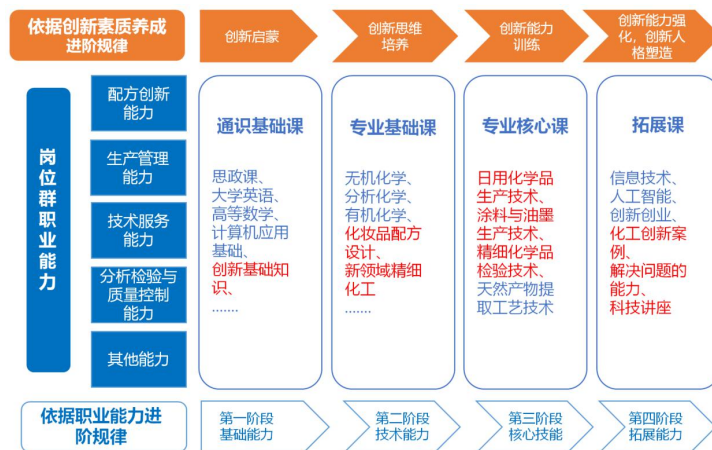 依据创新素质养成
进阶规律
创新启蒙
创新思维
培养
创新能力
训练
创新能力强
化，创新人
格塑造
岗位群职业能力
配方创新
能力
生产管理
能力
技术服务
能力
分析检验与
质量控制
能力
其他能力
通识基础课
思政课、
大学英语、
高等数学、
计算机应用
基础、
创新基础知
识、
.......
专业基础课
无机化学、
分析化学、
有机化学、
化妆品配方
设计、
新领域精细
化工
.......
专业核心课
日用化学品
生产技术、
涂料与油墨
生产技术、
精细化学品
检验技术、
天然产物提
取工艺技术
拓展课
信息技术、
人工智能、
创新创业、
化工创新案
例、
解决问题的
能力、
科技讲座
依据职业能力进
阶规律
第一阶段
基础能力
第二阶段
技术能力
第三阶段
核心技能
第四阶段
拓展能力